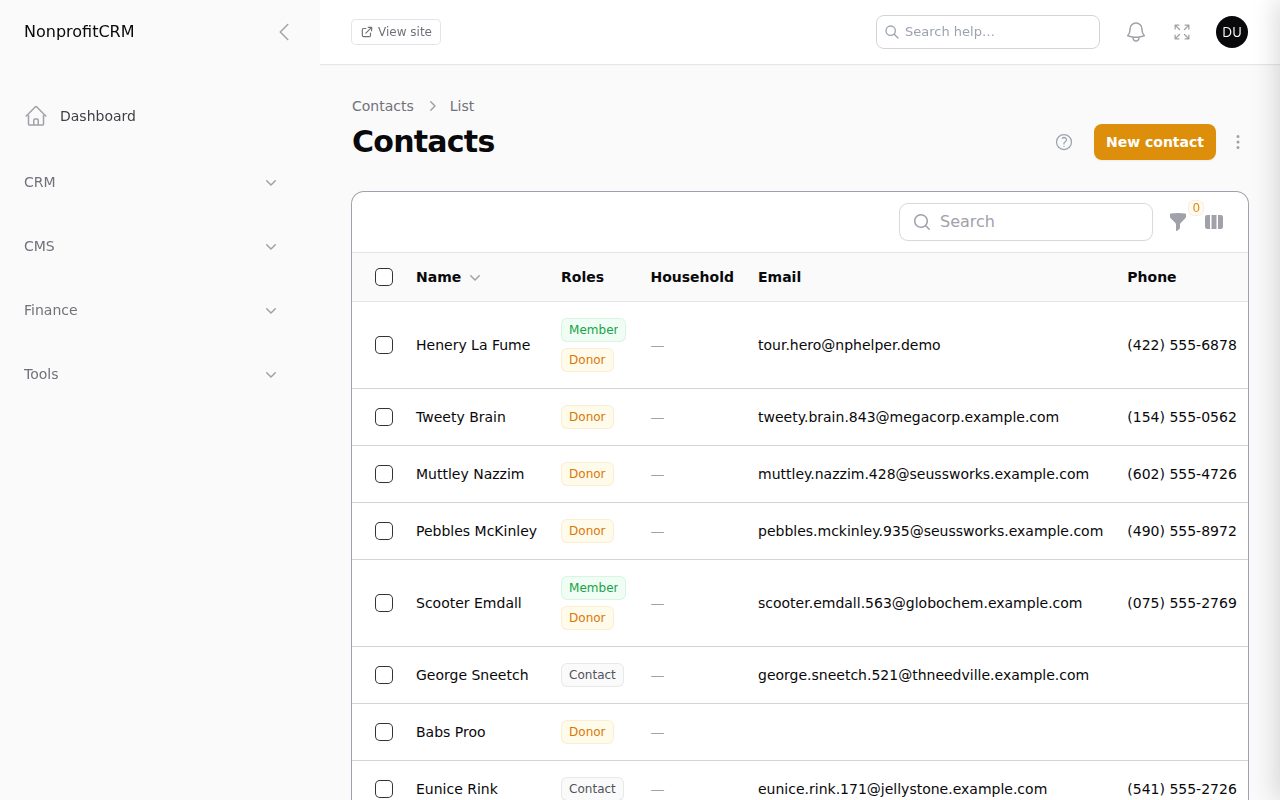 NonprofitCRM
View site
Search help...
DU
Dashboard
CRM
CMS
Finance
Tools
Contacts > List
Contacts
New contact
Search
0
Name Roles Household Email Phone
Henery La Fume Member Donor — tour.hero@nphelper.demo (422) 555-6878
Tweety Brain Donor — tweety.brain.843@megacorp.example.com (154) 555-0562
Muttley Nazzim Donor — muttley.nazzim.428@seussworks.example.com (602) 555-4726
Pebbles McKinley Donor — pebbles.mckinley.935@seussworks.example.com (490) 555-8972
Scooter Emdall Member Donor — scooter.emdall.563@globochem.example.com (075) 555-2769
George Sneetch Contact — george.sneetch.521@thneedville.example.com
Babs Proo Donor —
Eunice Rink Contact — eunice.rink.171@jellystone.example.com (541) 555-2726